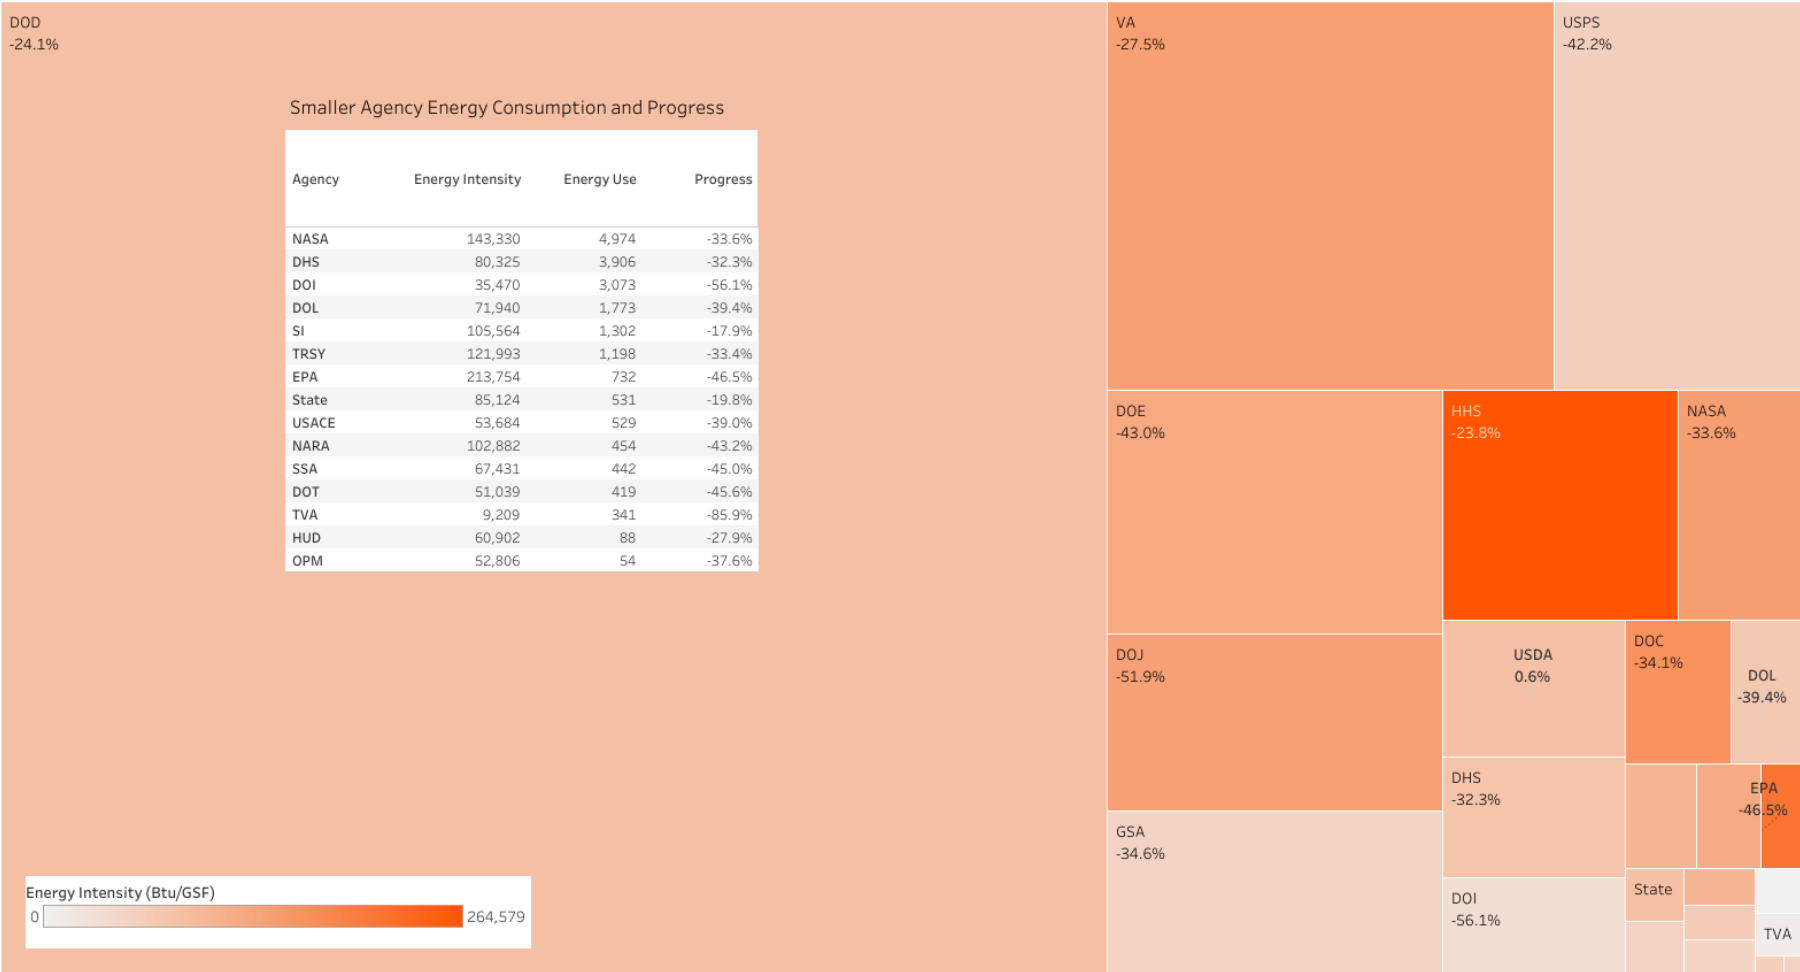 DOD
-24.1%
Smaller Agency Energy Consumption and Progress
Agency Energy Intensity Energy Use Progress
NASA 143,330 4,974 -33.6%
DHS 80,325 3,906 -32.3%
DOI 35,470 3,073 -56.1%
DOL 71,940 1,773 -39.4%
SI 105,564 1,302 -17.9%
TRSY 121,993 1,198 -33.4%
EPA 213,754 732 -46.5%
State 85,124 531 -19.8%
USACE 53,684 529 -39.0%
NARA 102,882 454 -43.2%
SSA 67,431 442 -45.0%
DOT 51,039 419 -45.6%
TVA 9,209 341 -85.9%
HUD 60,902 88 -27.9%
OPM 52,806 54 -37.6%
Energy Intensity (Btu/GSF)
0 264,579
VA
-27.5%
USPS
-42.2%
DOE
-43.0%
HHS
-23.8%
NASA
-33.6%
DOJ
-51.9%
USDA
0.6%
DOC
-34.1%
DOL
-39.4%
DHS
-32.3%
EPA
-46.5%
GSA
-34.6%
DOI
-56.1%
State
TVA